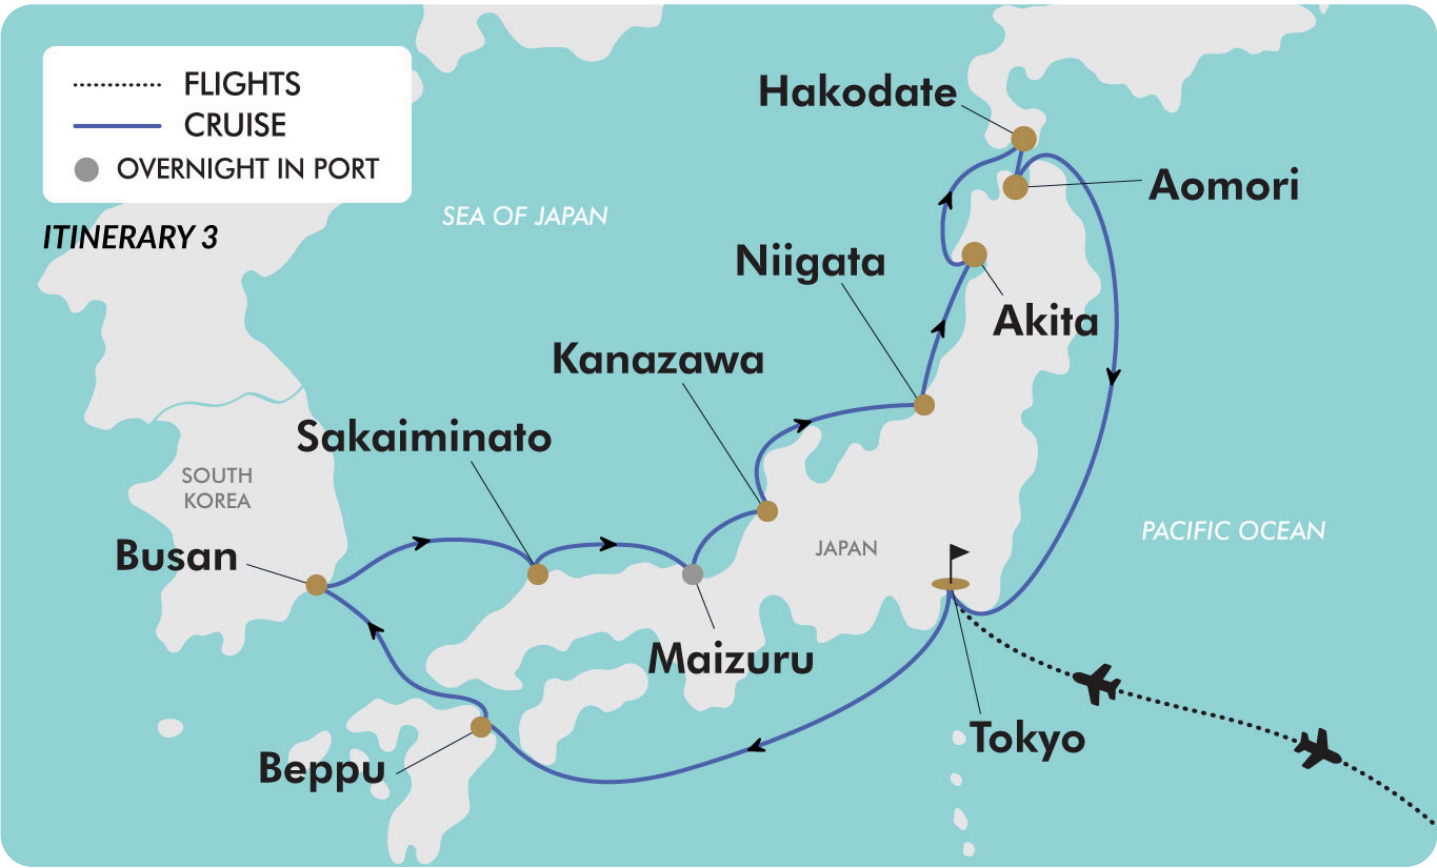 FLIGHTS
CRUISE
OVERNIGHT IN PORT
ITINERARY 3
SEA OF JAPAN
Hakodate
Aomori
Niigata
Akita
Kanazawa
Sakaiminato
SOUTH
KOREA
Busan
JAPAN
PACIFIC OCEAN
Maizuru
Tokyo
Beppu